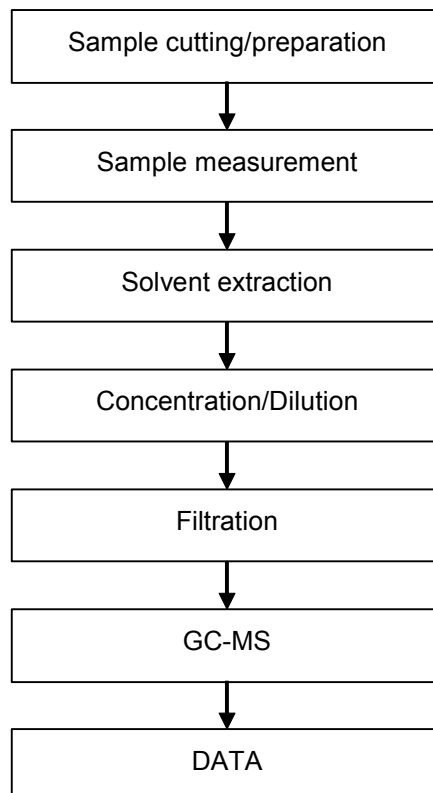 Sample cutting/preparation
Sample measurement
Solvent extraction
Concentration/Dilution
Filtration
GC-MS
DATA